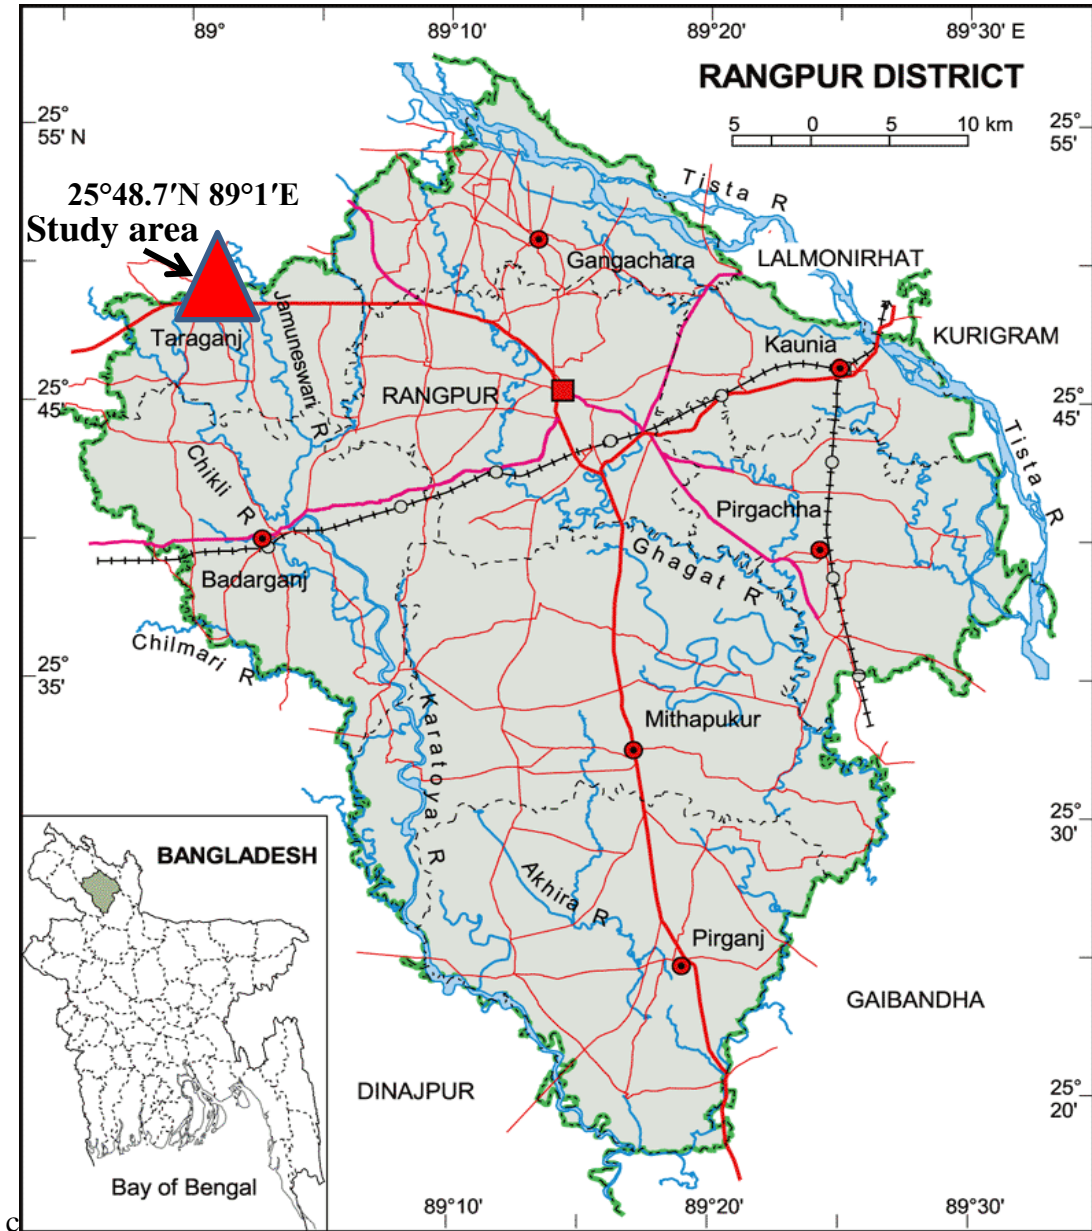 89°
89°10'
89°20'
89°30' E
RANGPUR DISTRICT
25°
55' N
5 0 5 10 km
25°
55'
25°48.7′N 89°1′E
Study area
Tista R
Gangachara
LALMONIRHAT
Taraganj
Jamuneswari R
Kaunia
KURIGRAM
RANGPUR
25°
45'
25°
45'
Chikli R
Tista R
Pirgachha
Ghagat R
Badarganj
Chilmari R
25°
35'
Karatoya R
Mithapukur
25°
30'
BANGLADESH
Akhira R
Pirganj
GAIBANDHA
DINAJPUR
25°
20'
Bay of Bengal
89°10'
89°20'
89°30'
c